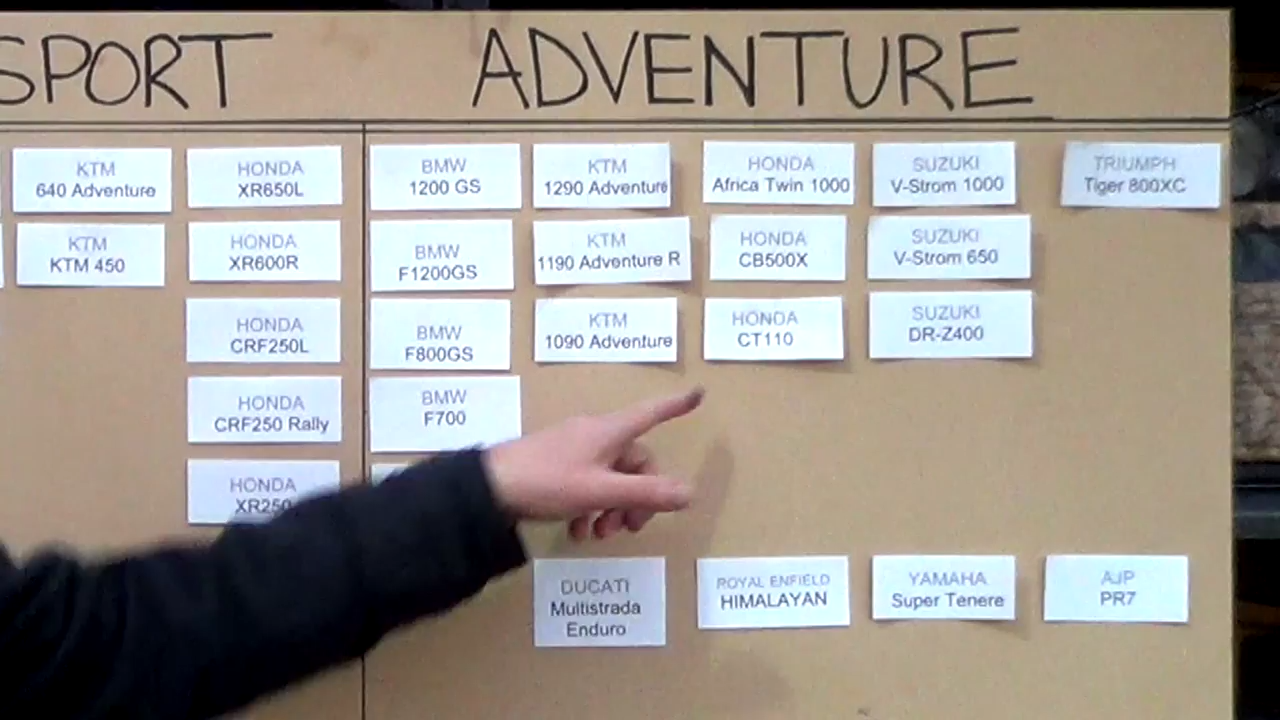 SPORT
ADVENTURE
KTM
640 Adventure
HONDA
XR650L
BMW
1200 GS
KTM
1290 Adventure
HONDA
Africa Twin 1000
SUZUKI
V-Strom 1000
TRIUMPH
Tiger 800XC
KTM
KTM 450
HONDA
XR600R
BMW
F1200GS
KTM
1190 Adventure R
HONDA
CB500X
SUZUKI
V-Strom 650
HONDA
CRF250L
BMW
F800GS
KTM
1090 Adventure
HONDA
CT110
SUZUKI
DR-Z400
HONDA
CRF250 Rally
BMW
F700
HONDA
XR250
DUCATI
Multistrada
Enduro
ROYAL ENFIELD
HIMALAYAN
YAMAHA
Super Tenere
AJP
PR7